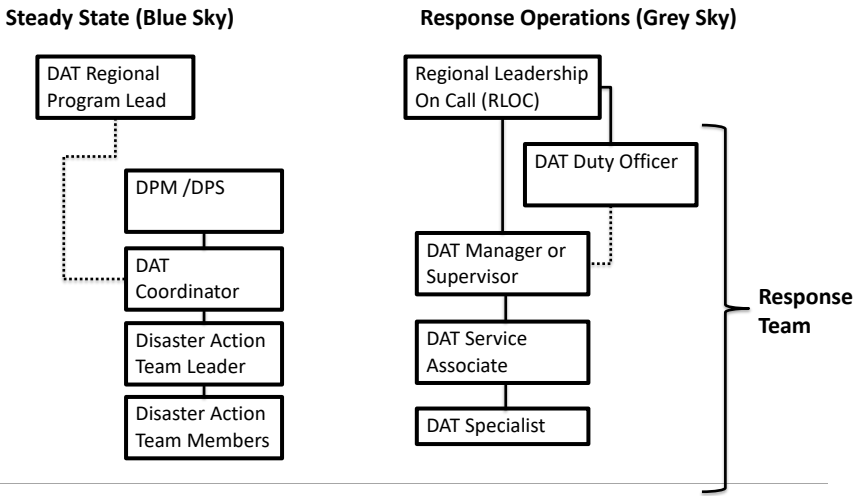 Steady State (Blue Sky)
DAT Regional
Program Lead
DPM /DPS
DAT
Coordinator
Disaster Action
Team Leader
Disaster Action
Team Members
Response Operations (Grey Sky)
Regional Leadership
On Call (RLOC)
DAT Duty Officer
DAT Manager or
Supervisor
DAT Service
Associate
DAT Specialist
Response
Team